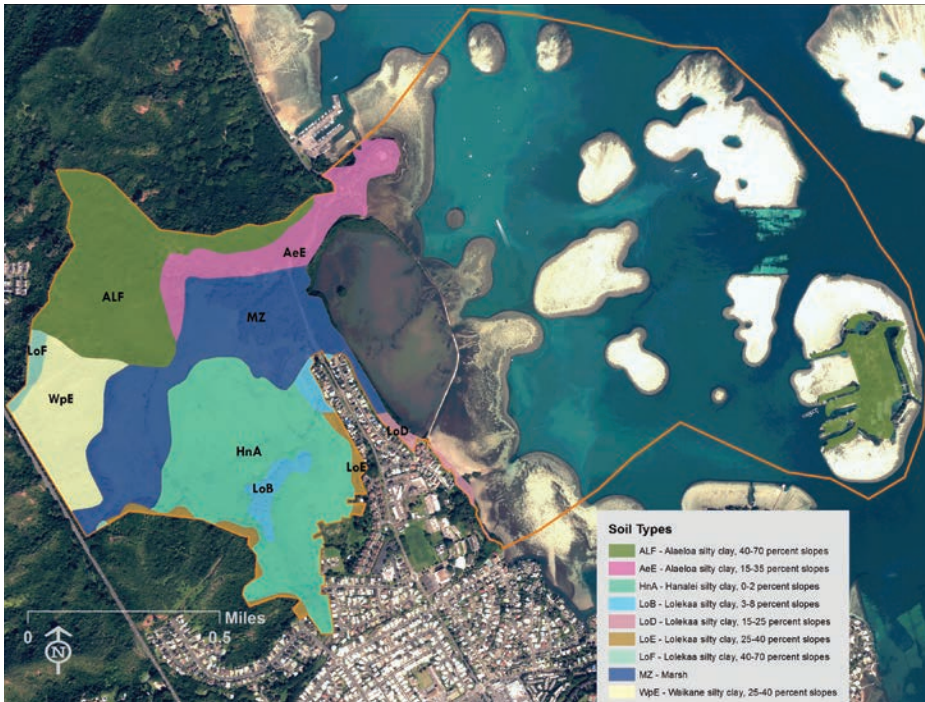 AeE
ALF
MZ
LoF
WpE
LoD
HnA
LoE
LoB
Soil Types
ALF - Alaeloa silty clay, 40-70 percent slopes
AeE - Alaeloa silty clay, 15-35 percent slopes
HnA - Hanalei silty clay, 0-2 percent slopes
LoB - Lolekaa silty clay, 3-8 percent slopes
LoD - Lolekaa silty clay, 15-25 percent slopes
LoE - Lolekaa silty clay, 25-40 percent slopes
LoF - Lolekaa silty clay, 40-70 percent slopes
MZ - Marsh
WpE - Waikane silty clay, 25-40 percent slopes
Miles
0 0.5
N